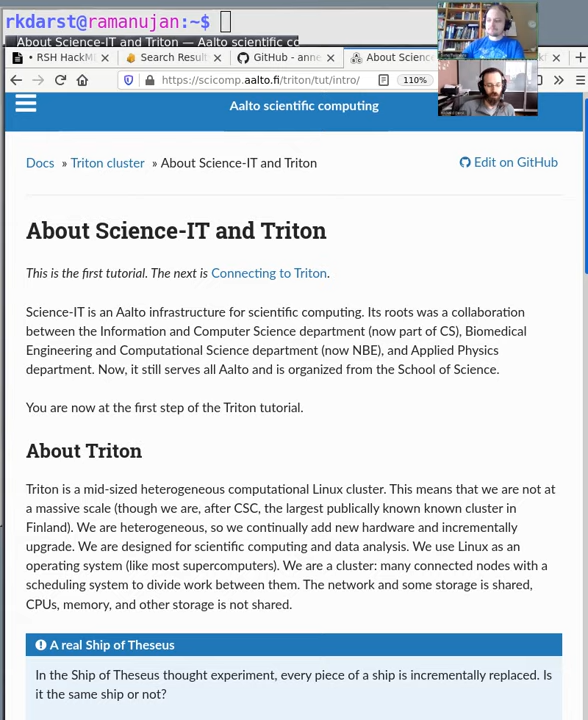 rkdarst@ramanujan:~$
About Science-IT and Triton — Aalto scientific co
• RSH HackM
Search Result
GitHub - anne
About Scienc
https://scicomp.aalto.fi/triton/tut/intro/
110%
Aalto scientific computing
Docs » Triton cluster » About Science-IT and Triton
Edit on GitHub
About Science-IT and Triton
This is the first tutorial. The next is Connecting to Triton.
Science-IT is an Aalto infrastructure for scientific computing. Its roots was a collaboration
between the Information and Computer Science department (now part of CS), Biomedical
Engineering and Computational Science department (now NBE), and Applied Physics
department. Now, it still serves all Aalto and is organized from the School of Science.
You are now at the first step of the Triton tutorial.
About Triton
Triton is a mid-sized heterogeneous computational Linux cluster. This means that we are not at
a massive scale (though we are, after CSC, the largest publically known known cluster in
Finland). We are heterogeneous, so we continually add new hardware and incrementally
upgrade. We are designed for scientific computing and data analysis. We use Linux as an
operating system (like most supercomputers). We are a cluster: many connected nodes with a
scheduling system to divide work between them. The network and some storage is shared,
CPUs, memory, and other storage is not shared.
A real Ship of Theseus
In the Ship of Theseus thought experiment, every piece of a ship is incrementally replaced. Is
it the same ship or not?